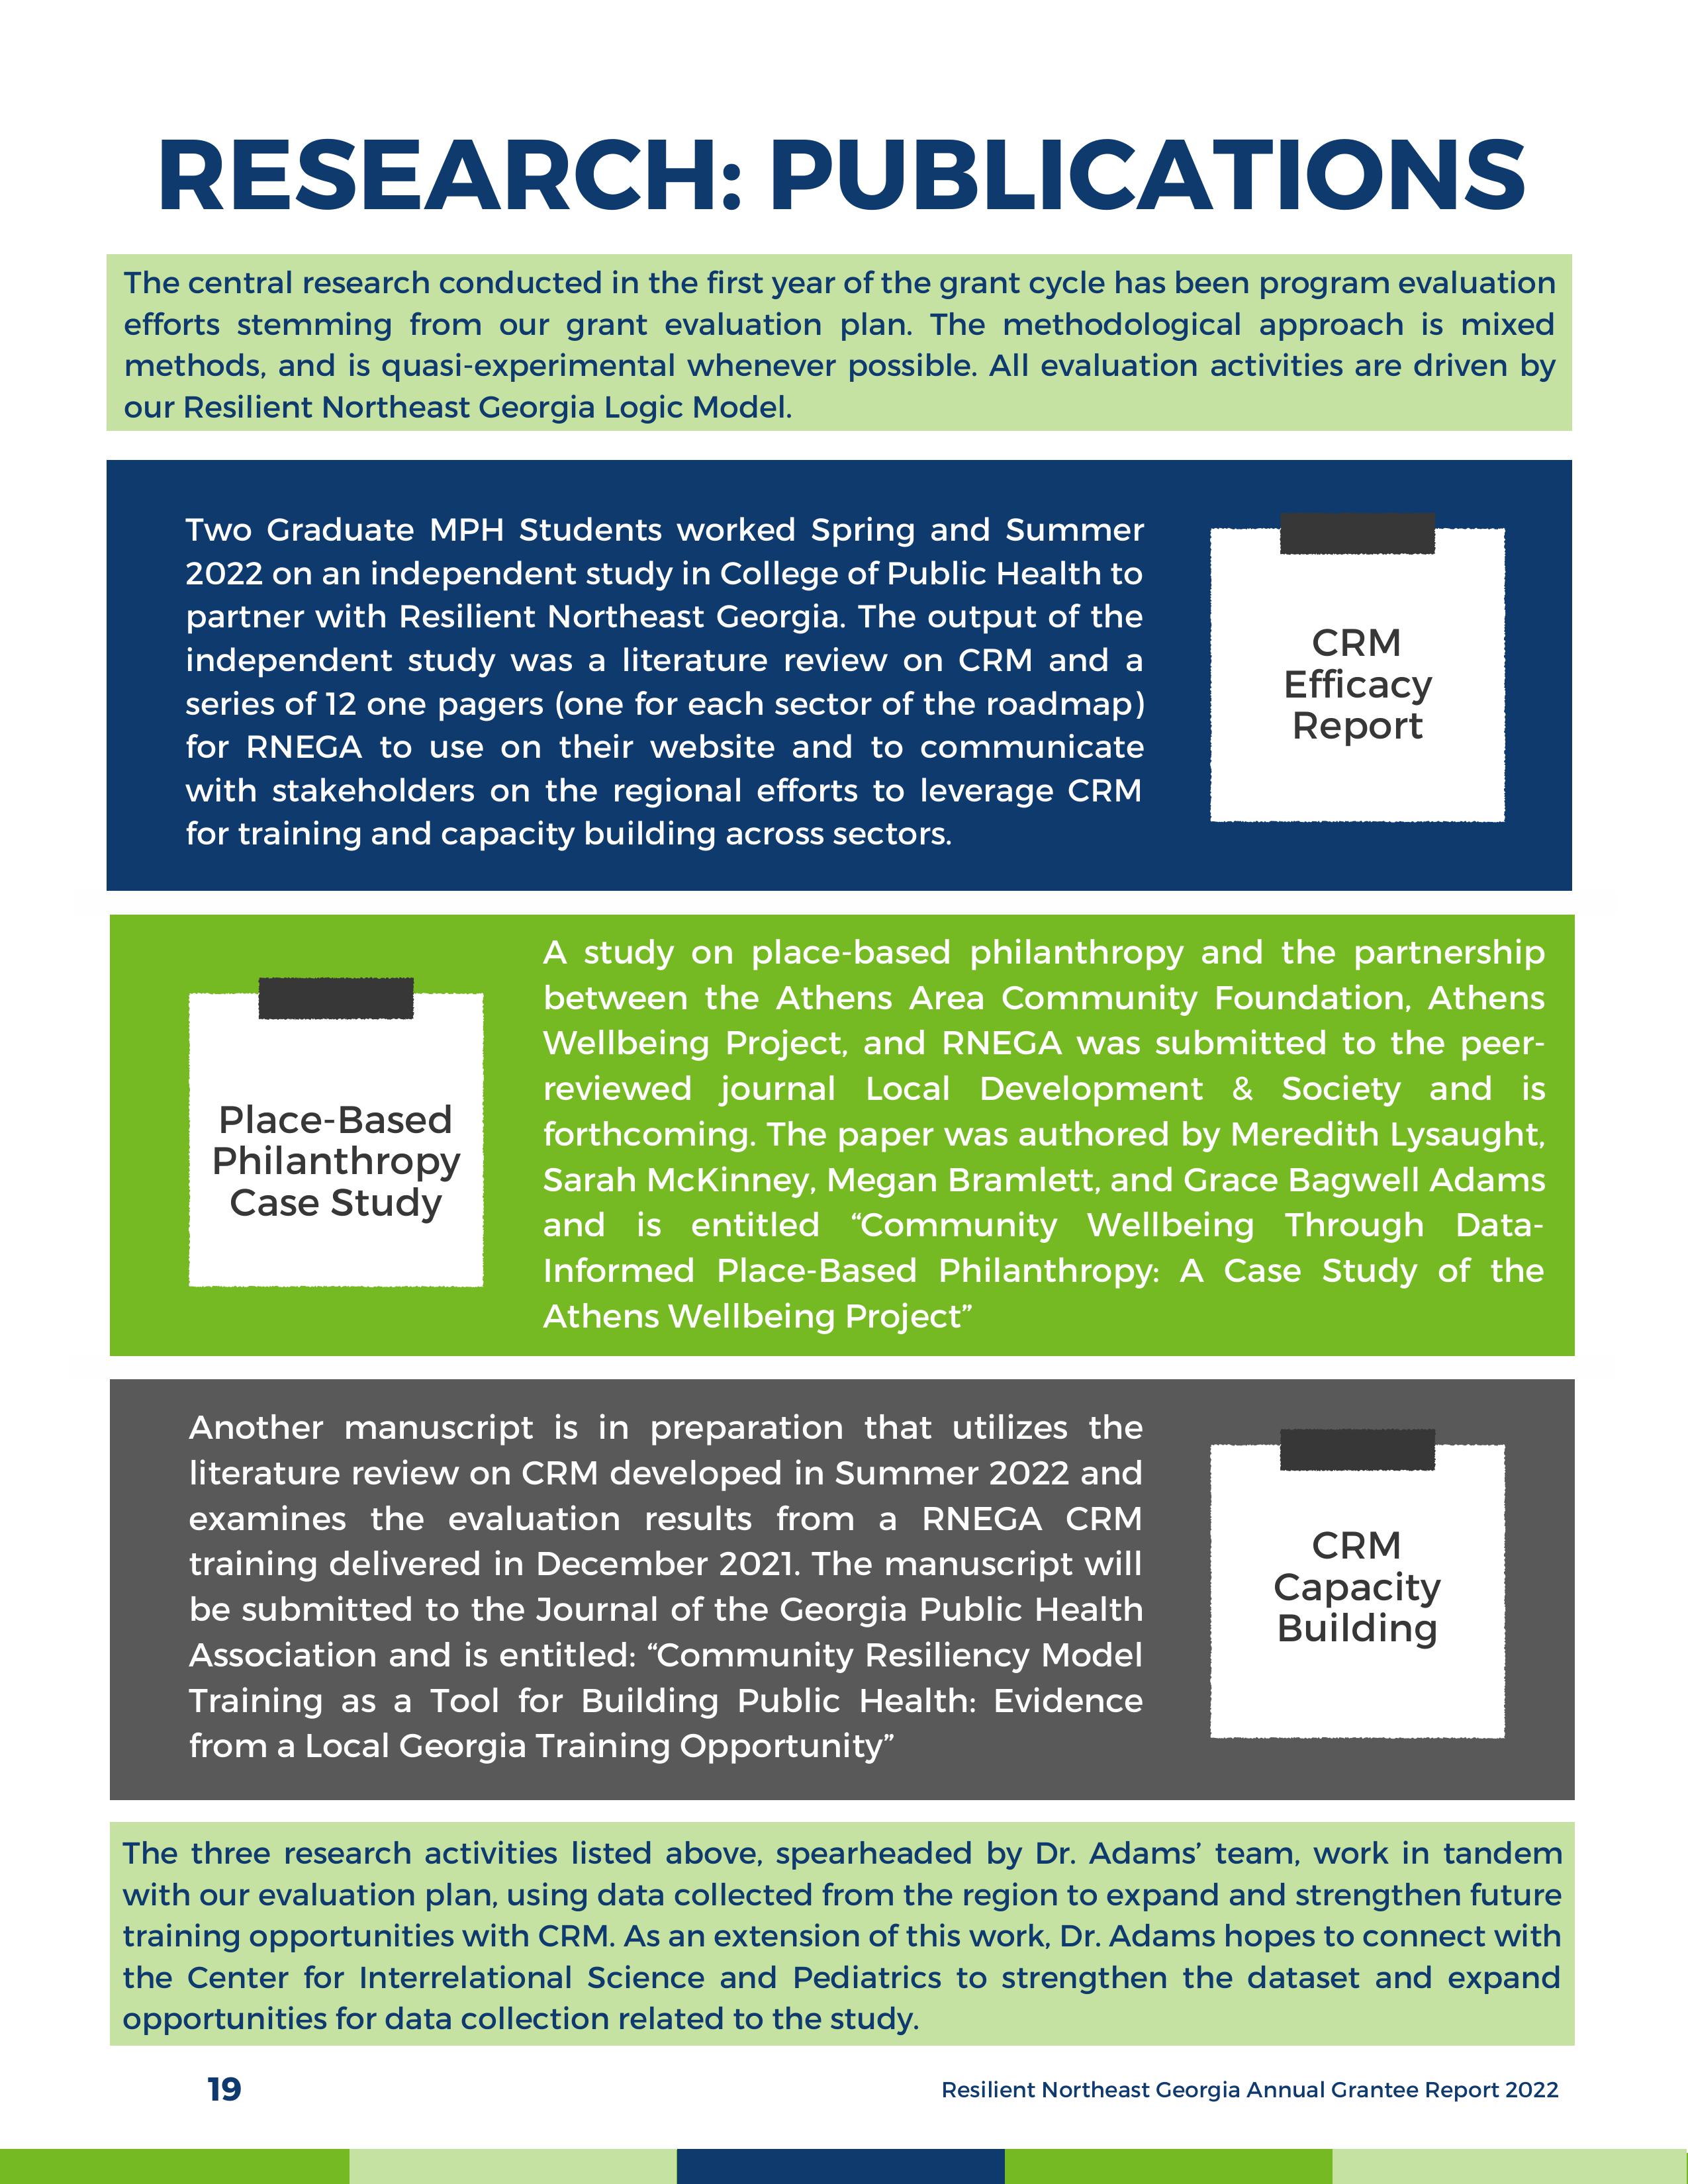 RESEARCH: PUBLICATIONS
The central research conducted in the first year of the grant cycle has been program evaluation
efforts stemming from our grant evaluation plan. The methodological approach is mixed
methods, and is quasi-experimental whenever possible. All evaluation activities are driven by
our Resilient Northeast Georgia Logic Model.
Two Graduate MPH Students worked Spring and Summer
2022 on an independent study in College of Public Health to
partner with Resilient Northeast Georgia. The output of the
independent study was a literature review on CRM and a
series of 12 one pagers (one for each sector of the roadmap)
for RNEGA to use on their website and to communicate
with stakeholders on the regional efforts to leverage CRM
for training and capacity building across sectors.
CRM
Efficacy
Report
Place-Based
Philanthropy
Case Study
A study on place-based philanthropy and the partnership
between the Athens Area Community Foundation, Athens
Wellbeing Project, and RNEGA was submitted to the peer-
reviewed journal Local Development & Society and is
forthcoming. The paper was authored by Meredith Lysaught,
Sarah McKinney, Megan Bramlett, and Grace Bagwell Adams
and is entitled “Community Wellbeing Through Data-
Informed Place-Based Philanthropy: A Case Study of the
Athens Wellbeing Project”
Another manuscript is in preparation that utilizes the
literature review on CRM developed in Summer 2022 and
examines the evaluation results from a RNEGA CRM
training delivered in December 2021. The manuscript will
be submitted to the Journal of the Georgia Public Health
Association and is entitled: “Community Resiliency Model
Training as a Tool for Building Public Health: Evidence
from a Local Georgia Training Opportunity”
CRM
Capacity
Building
The three research activities listed above, spearheaded by Dr. Adams’ team, work in tandem
with our evaluation plan, using data collected from the region to expand and strengthen future
training opportunities with CRM. As an extension of this work, Dr. Adams hopes to connect with
the Center for Interrelational Science and Pediatrics to strengthen the dataset and expand
opportunities for data collection related to the study.
19
Resilient Northeast Georgia Annual Grantee Report 2022